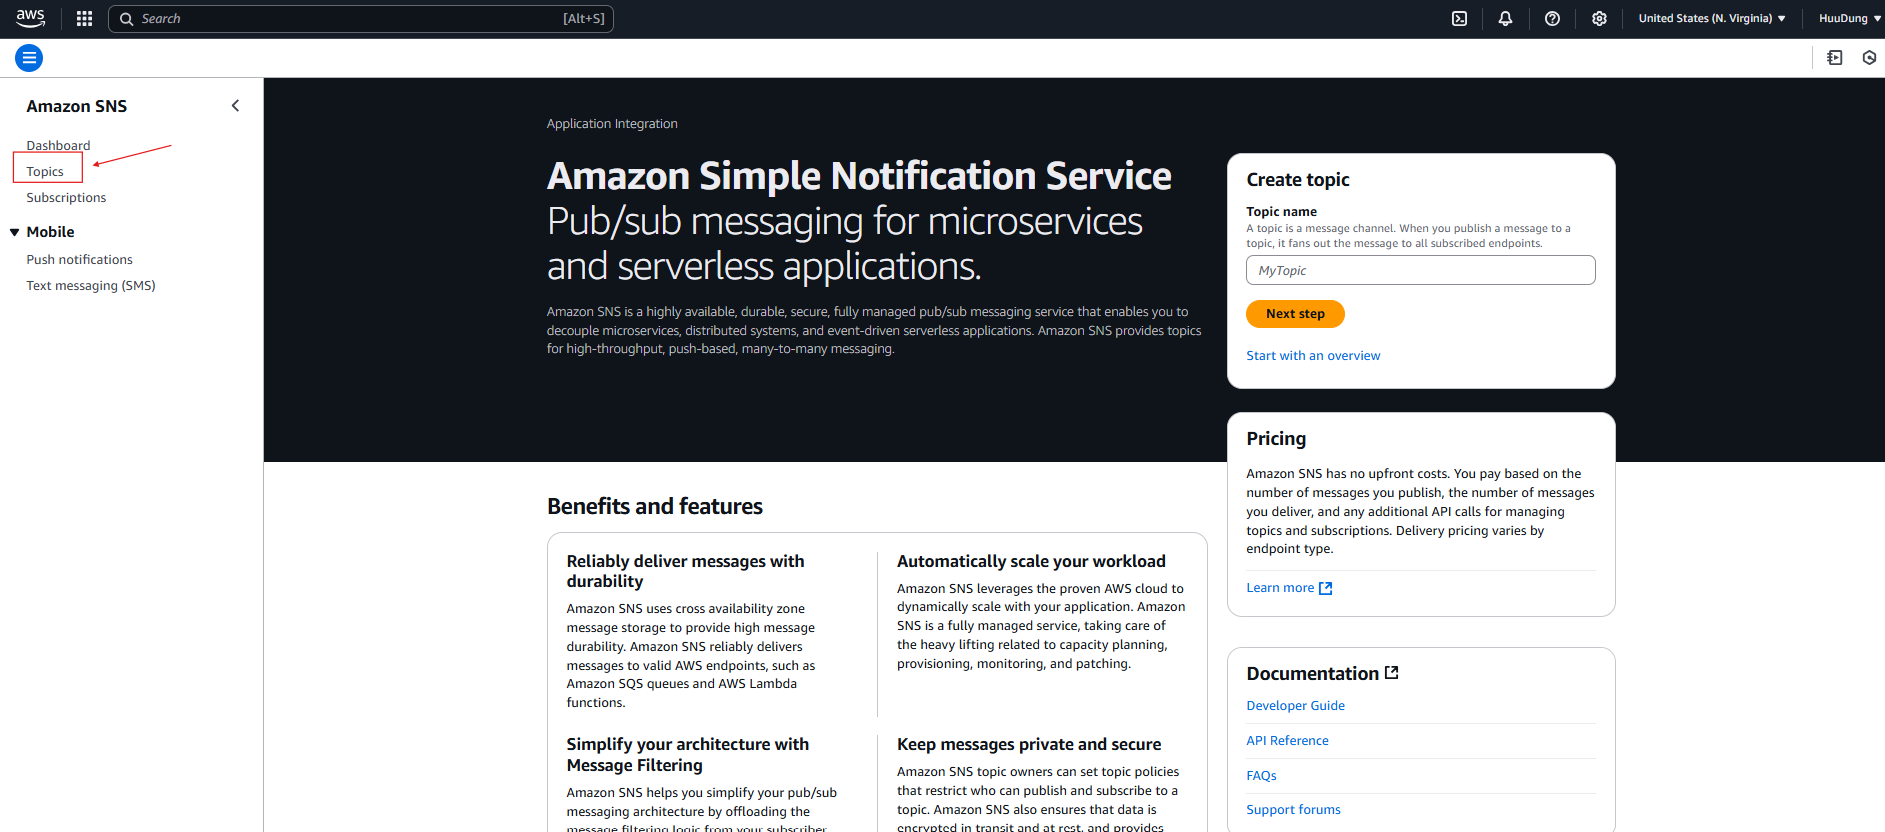 aws
Search
[Alt+S]
United States (N. Virginia)
HuuDung
Amazon SNS
Dashboard
Topics
Subscriptions
Mobile
Push notifications
Text messaging (SMS)
Application Integration
Amazon Simple Notification Service
Pub/sub messaging for microservices
and serverless applications.
Amazon SNS is a highly available, durable, secure, fully managed pub/sub messaging service that enables you to
decouple microservices, distributed systems, and event-driven serverless applications. Amazon SNS provides topics
for high-throughput, push-based, many-to-many messaging.
Create topic
Topic name
A topic is a message channel. When you publish a message to a
topic, it fans out the message to all subscribed endpoints.
MyTopic
Next step
Start with an overview
Pricing
Amazon SNS has no upfront costs. You pay based on the
number of messages you publish, the number of messages
you deliver, and any additional API calls for managing
topics and subscriptions. Delivery pricing varies by
endpoint type.
Learn more
Documentation
Developer Guide
API Reference
FAQs
Support forums
Benefits and features
Reliably deliver messages with
durability
Amazon SNS uses cross availability zone
message storage to provide high message
durability. Amazon SNS reliably delivers
messages to valid AWS endpoints, such as
Amazon SQS queues and AWS Lambda
functions.
Automatically scale your workload
Amazon SNS leverages the proven AWS cloud to
dynamically scale with your application. Amazon
SNS is a fully managed service, taking care of
the heavy lifting related to capacity planning,
provisioning, monitoring, and patching.
Simplify your architecture with
Message Filtering
Amazon SNS helps you simplify your pub/sub
messaging architecture by offloading the
message filtering logic from your subscriber
Keep messages private and secure
Amazon SNS topic owners can set topic policies
that restrict who can publish and subscribe to a
topic. Amazon SNS also ensures that data is
encrypted in transit and at rest, and provides